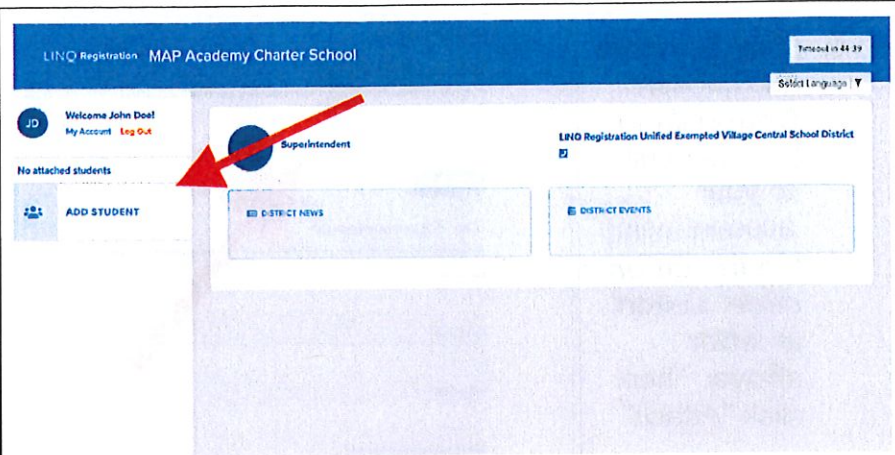 LINQ Registration MAP Academy Charter School
Timeout in 44:39
Select Language ▼
JD
Welcome John Doe!
My Account Log Out
No attached students
ADD STUDENT
Superintendent
LINQ Registration Unified Exempted Village Central School District
DISTRICT NEWS
DISTRICT EVENTS